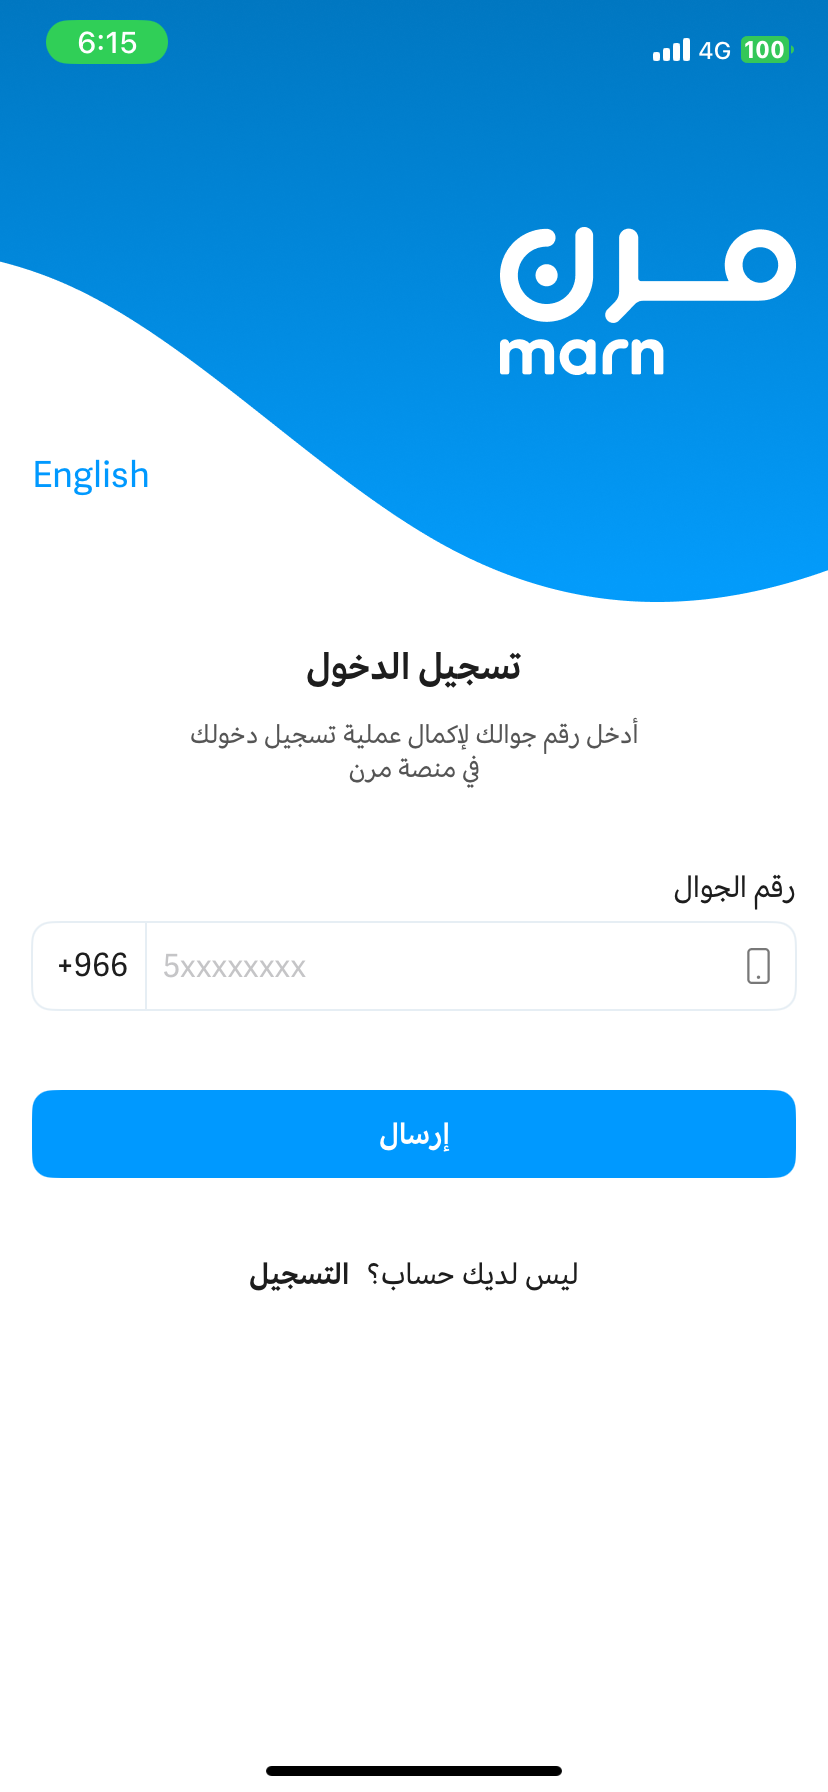 6:15
4G 100
مرن
marn
English
تسجيل الدخول
أدخل رقم جوالك لإكمال عملية تسجيل دخولك
في منصة مرن
رقم الجوال
+966 5xxxxxxxx
إرسال
ليس لديك حساب؟ التسجيل